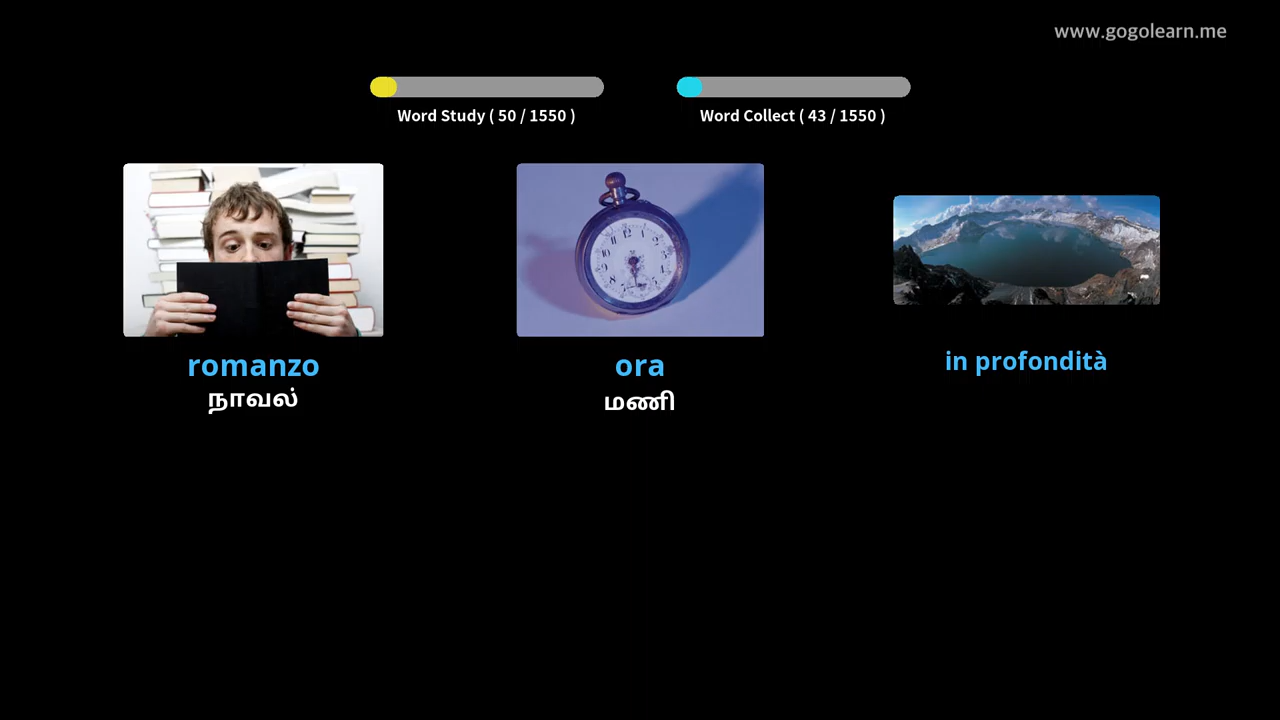 www.gogolearn.me
Word Study ( 50 / 1550 )
Word Collect ( 43 / 1550 )
romanzo
நாவல்
ora
மணி
in profondità